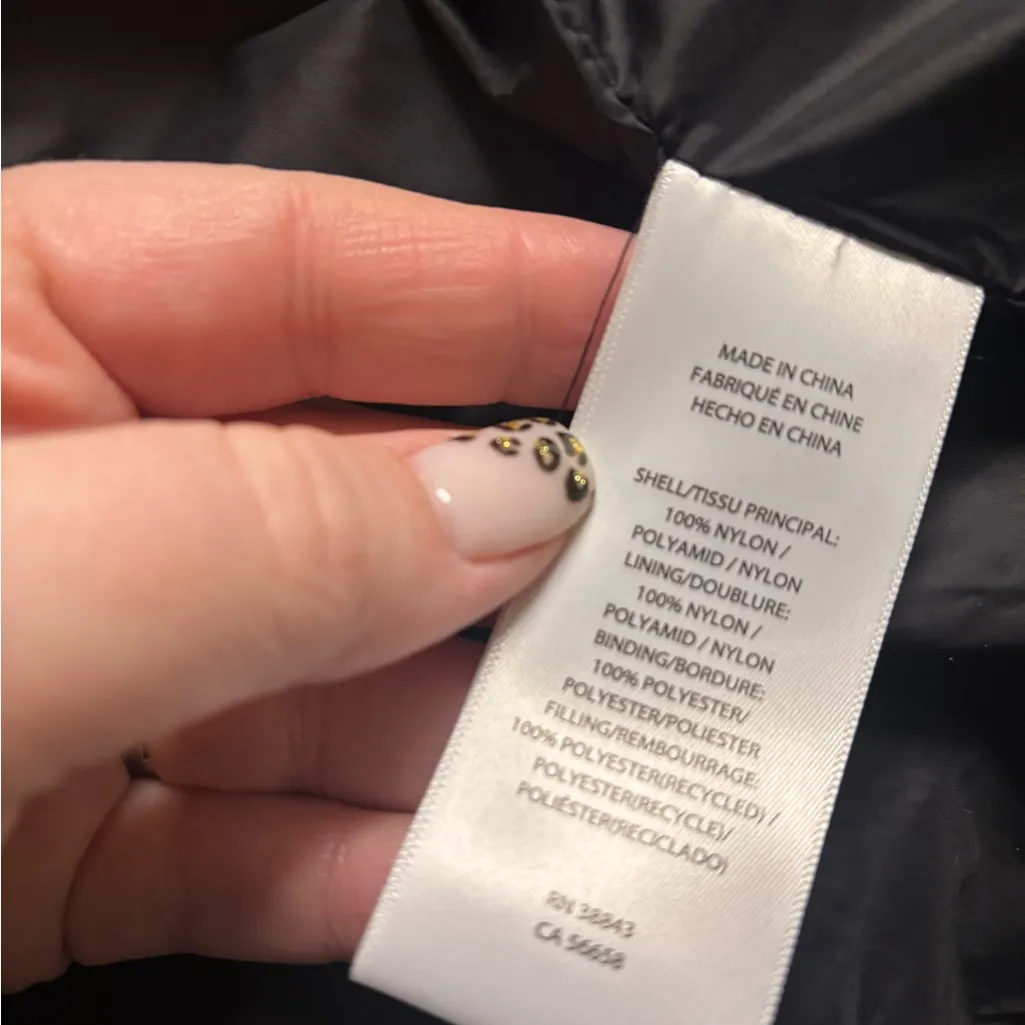 MADE IN CHINA
FABRIQUÉ EN CHINE
HECHO EN CHINA
SHELL/TISSU PRINCIPAL:
100% NYLON /
POLYAMID / NYLON
LINING/DOUBLURE:
100% NYLON /
POLYAMID / NYLON
BINDING/BORDURE:
100% POLYESTER/
POLYESTER/POLIESTER
FILLING/REMBOURRAGE:
100% POLYESTER(RECYCLED) /
POLYESTER(RECYCLE)/
POLIÉSTER(RECICLADO)
RN 38843
CA 56658